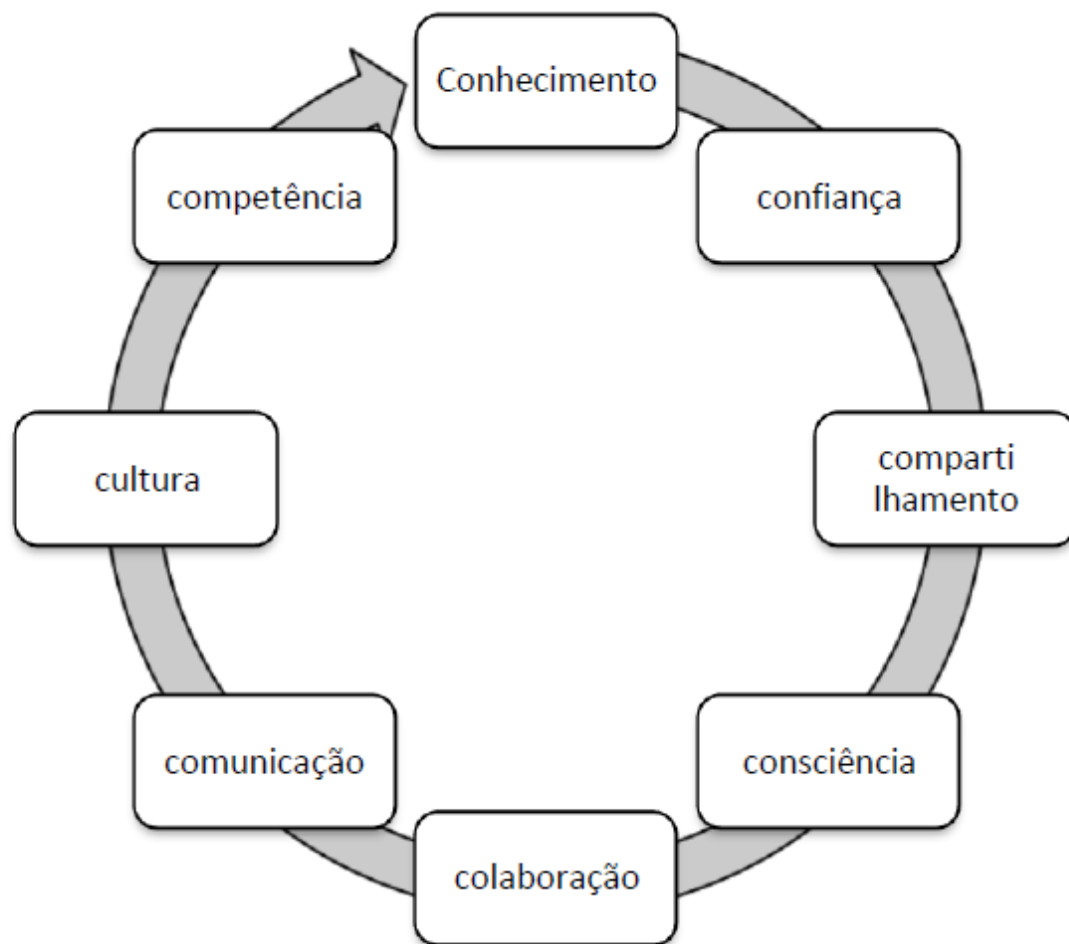 Conhecimento
confiança
comparti
lhamento
consciência
colaboração
comunicação
cultura
competência